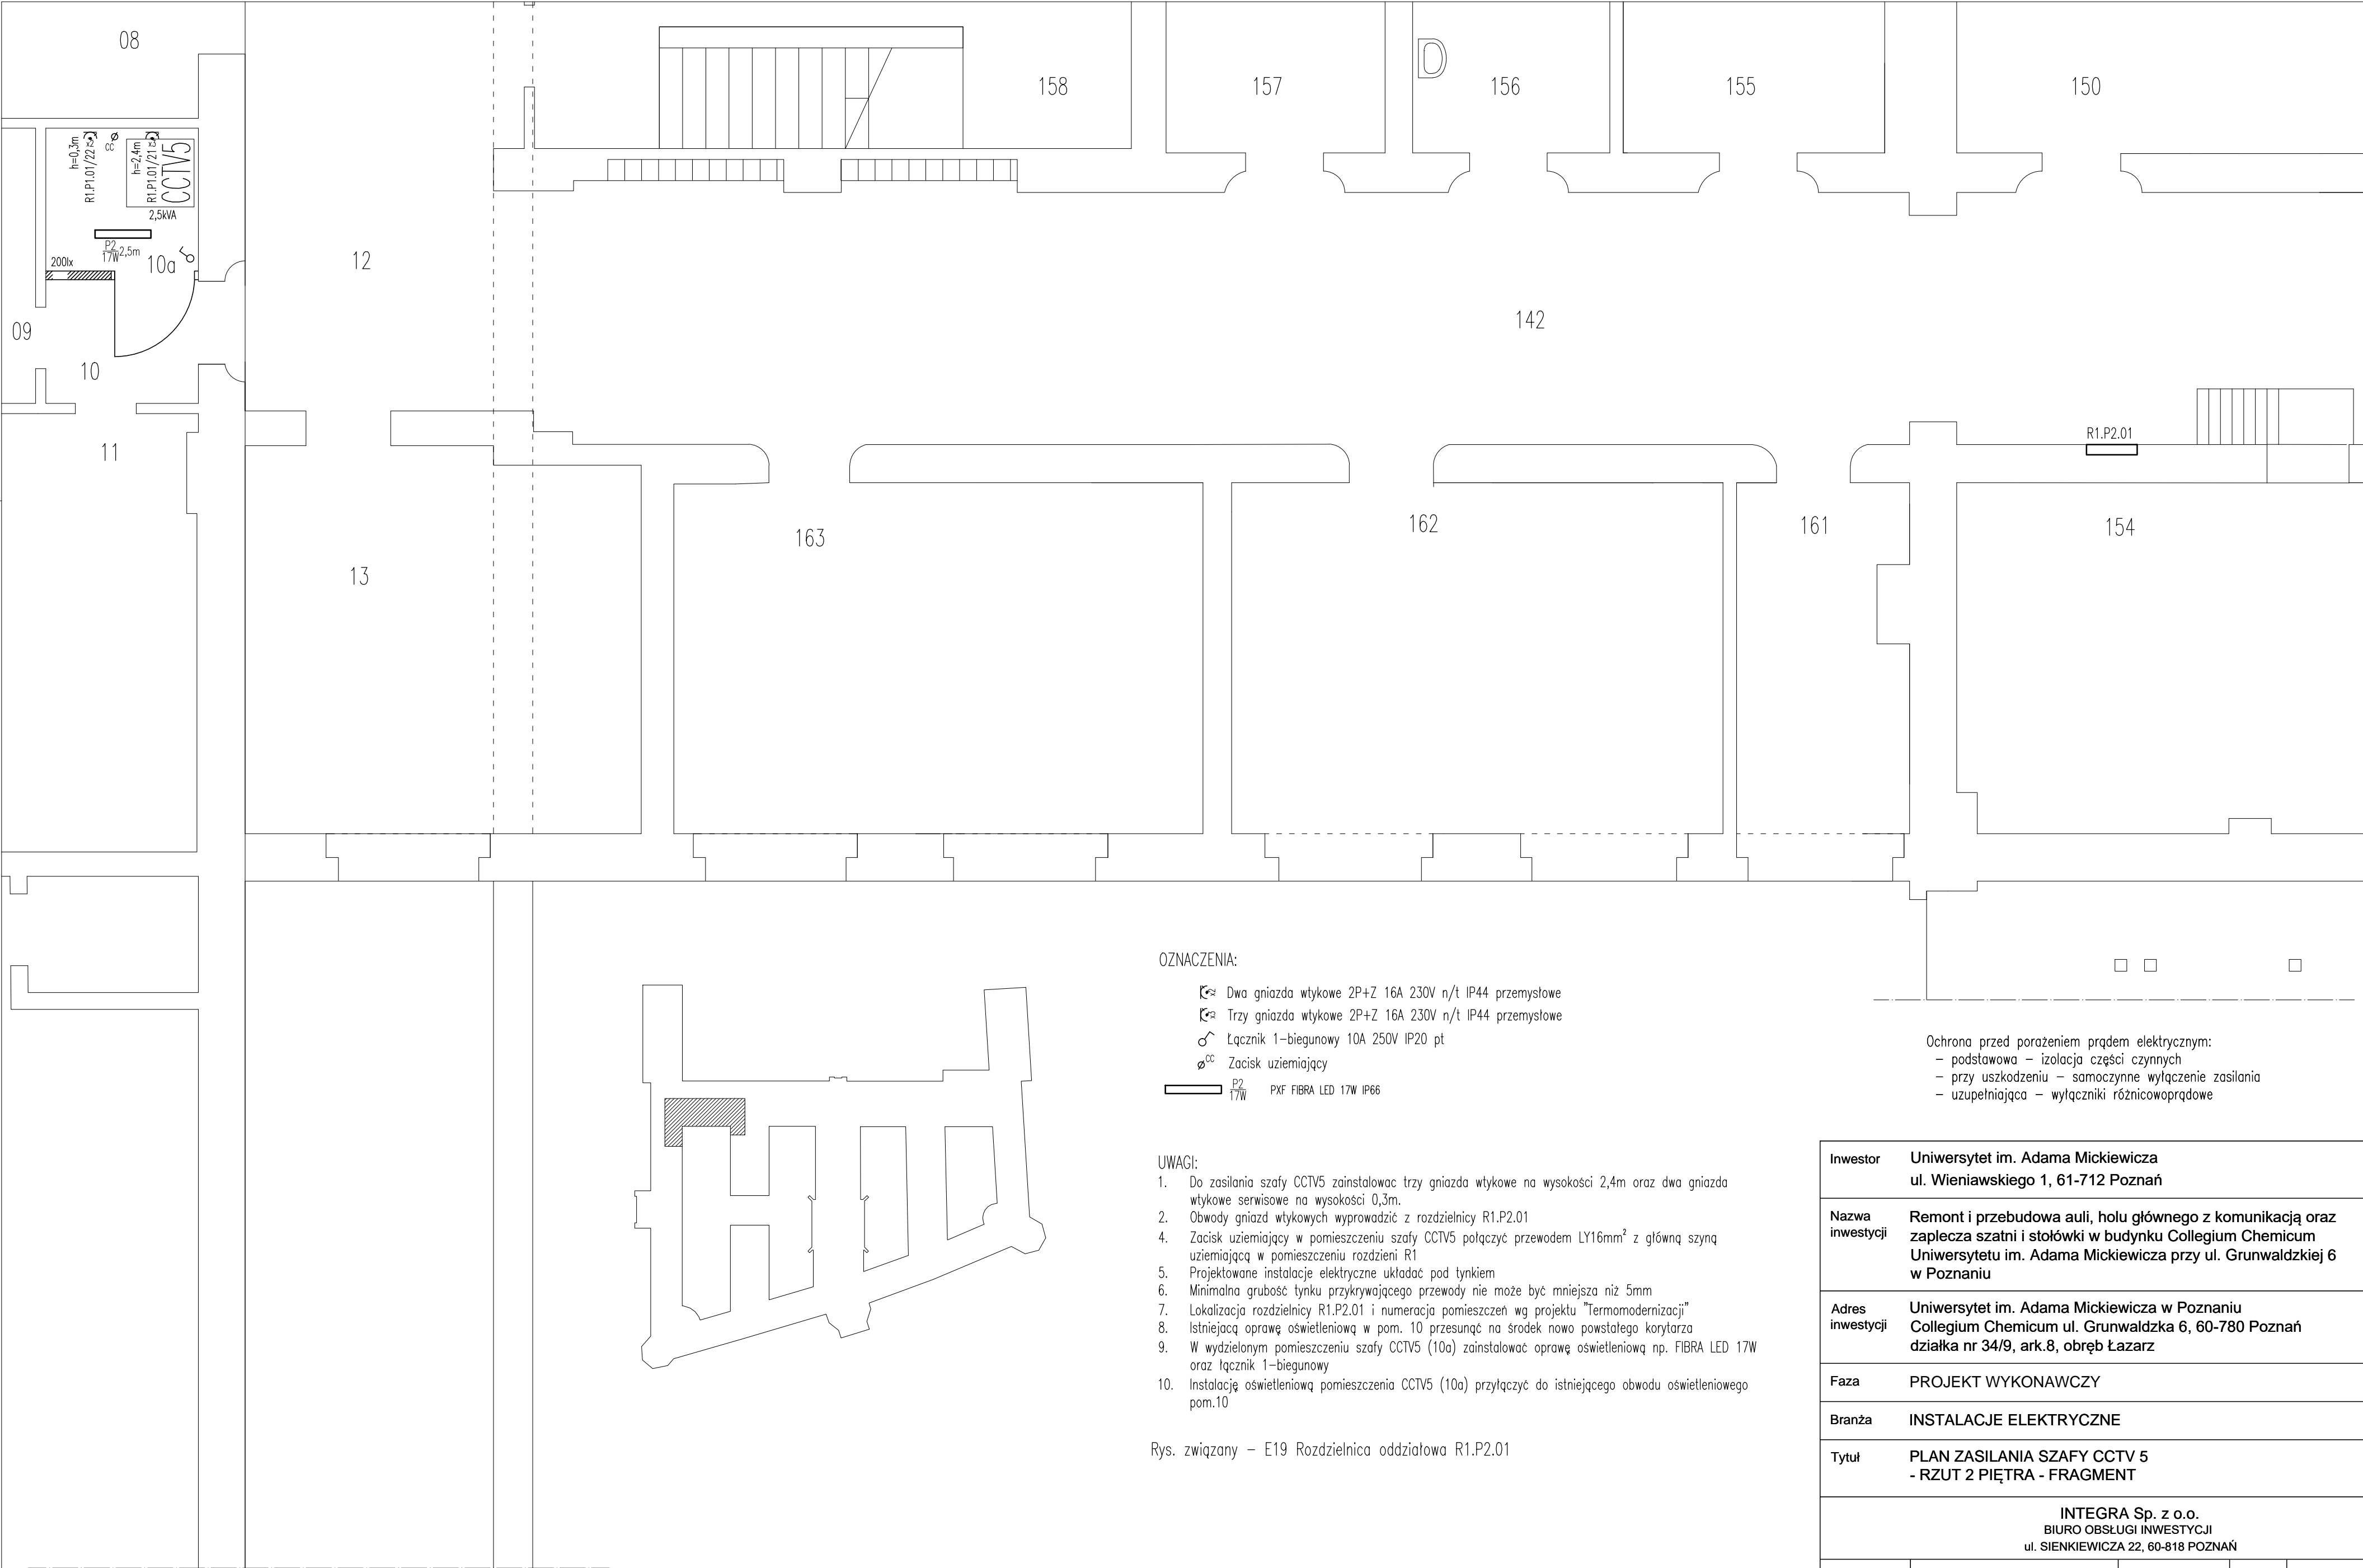 08
158
157
156
155
150
h=0,3m
R1.P1.01/22
x2
CC
h=2,4m
R1.P1.01/21
x3
CCTV5
2,5kVA
P2
17W
2,5m
200lx
10a
12
09
10
142
11
R1.P2.01
13
163
162
161
154
OZNACZENIA:
x2 Dwa gniazda wtykowe 2P+Z 16A 230V n/t IP44 przemysłowe
x3 Trzy gniazda wtykowe 2P+Z 16A 230V n/t IP44 przemysłowe
Łącznik 1-biegunowy 10A 250V IP20 pt
CC Zacisk uziemiający
P2
17W
PXF FIBRA LED 17W IP66
Ochrona przed porażeniem prądem elektrycznym:
- podstawowa - izolacja części czynnych
- przy uszkodzeniu - samoczynne wyłączenie zasilania
- uzupełniająca - wyłączniki różnicowoprądowe
UWAGI:
1. Do zasilania szafy CCTV5 zainstalowac trzy gniazda wtykowe na wysokości 2,4m oraz dwa gniazda
wtykowe serwisowe na wysokości 0,3m.
2. Obwody gniazd wtykowych wyprowadzić z rozdzielnicy R1.P2.01
4. Zacisk uziemiający w pomieszczeniu szafy CCTV5 połączyć przewodem LY16mm² z główną szyną
uziemiającą w pomieszczeniu rozdzieni R1
5. Projektowane instalacje elektryczne układać pod tynkiem
6. Minimalna grubość tynku przykrywającego przewody nie może być mniejsza niż 5mm
7. Lokalizacja rozdzielnicy R1.P2.01 i numeracja pomieszczeń wg projektu "Termomodernizacji"
8. Istniejacą oprawę oświetleniową w pom. 10 przesunąć na środek nowo powstałego korytarza
9. W wydzielonym pomieszczeniu szafy CCTV5 (10a) zainstalować oprawę oświetleniową np. FIBRA LED 17W
oraz łącznik 1-biegunowy
10. Instalację oświetleniową pomieszczenia CCTV5 (10a) przyłączyć do istniejącego obwodu oświetleniowego
pom.10
Rys. związany - E19 Rozdzielnica oddziałowa R1.P2.01
Inwestor Uniwersytet im. Adama Mickiewicza
ul. Wieniawskiego 1, 61-712 Poznań
Nazwa inwestycji Remont i przebudowa auli, holu głównego z komunikacją oraz
zaplecza szatni i stołówki w budynku Collegium Chemicum
Uniwersytetu im. Adama Mickiewicza przy ul. Grunwaldzkiej 6
w Poznaniu
Adres inwestycji Uniwersytet im. Adama Mickiewicza w Poznaniu
Collegium Chemicum ul. Grunwaldzka 6, 60-780 Poznań
działka nr 34/9, ark.8, obręb Łazarz
Faza PROJEKT WYKONAWCZY
Branża INSTALACJE ELEKTRYCZNE
Tytuł PLAN ZASILANIA SZAFY CCTV 5
- RZUT 2 PIĘTRA - FRAGMENT
INTEGRA Sp. z o.o.
BIURO OBSŁUGI INWESTYCJI
ul. SIENKIEWICZA 22, 60-818 POZNAŃ